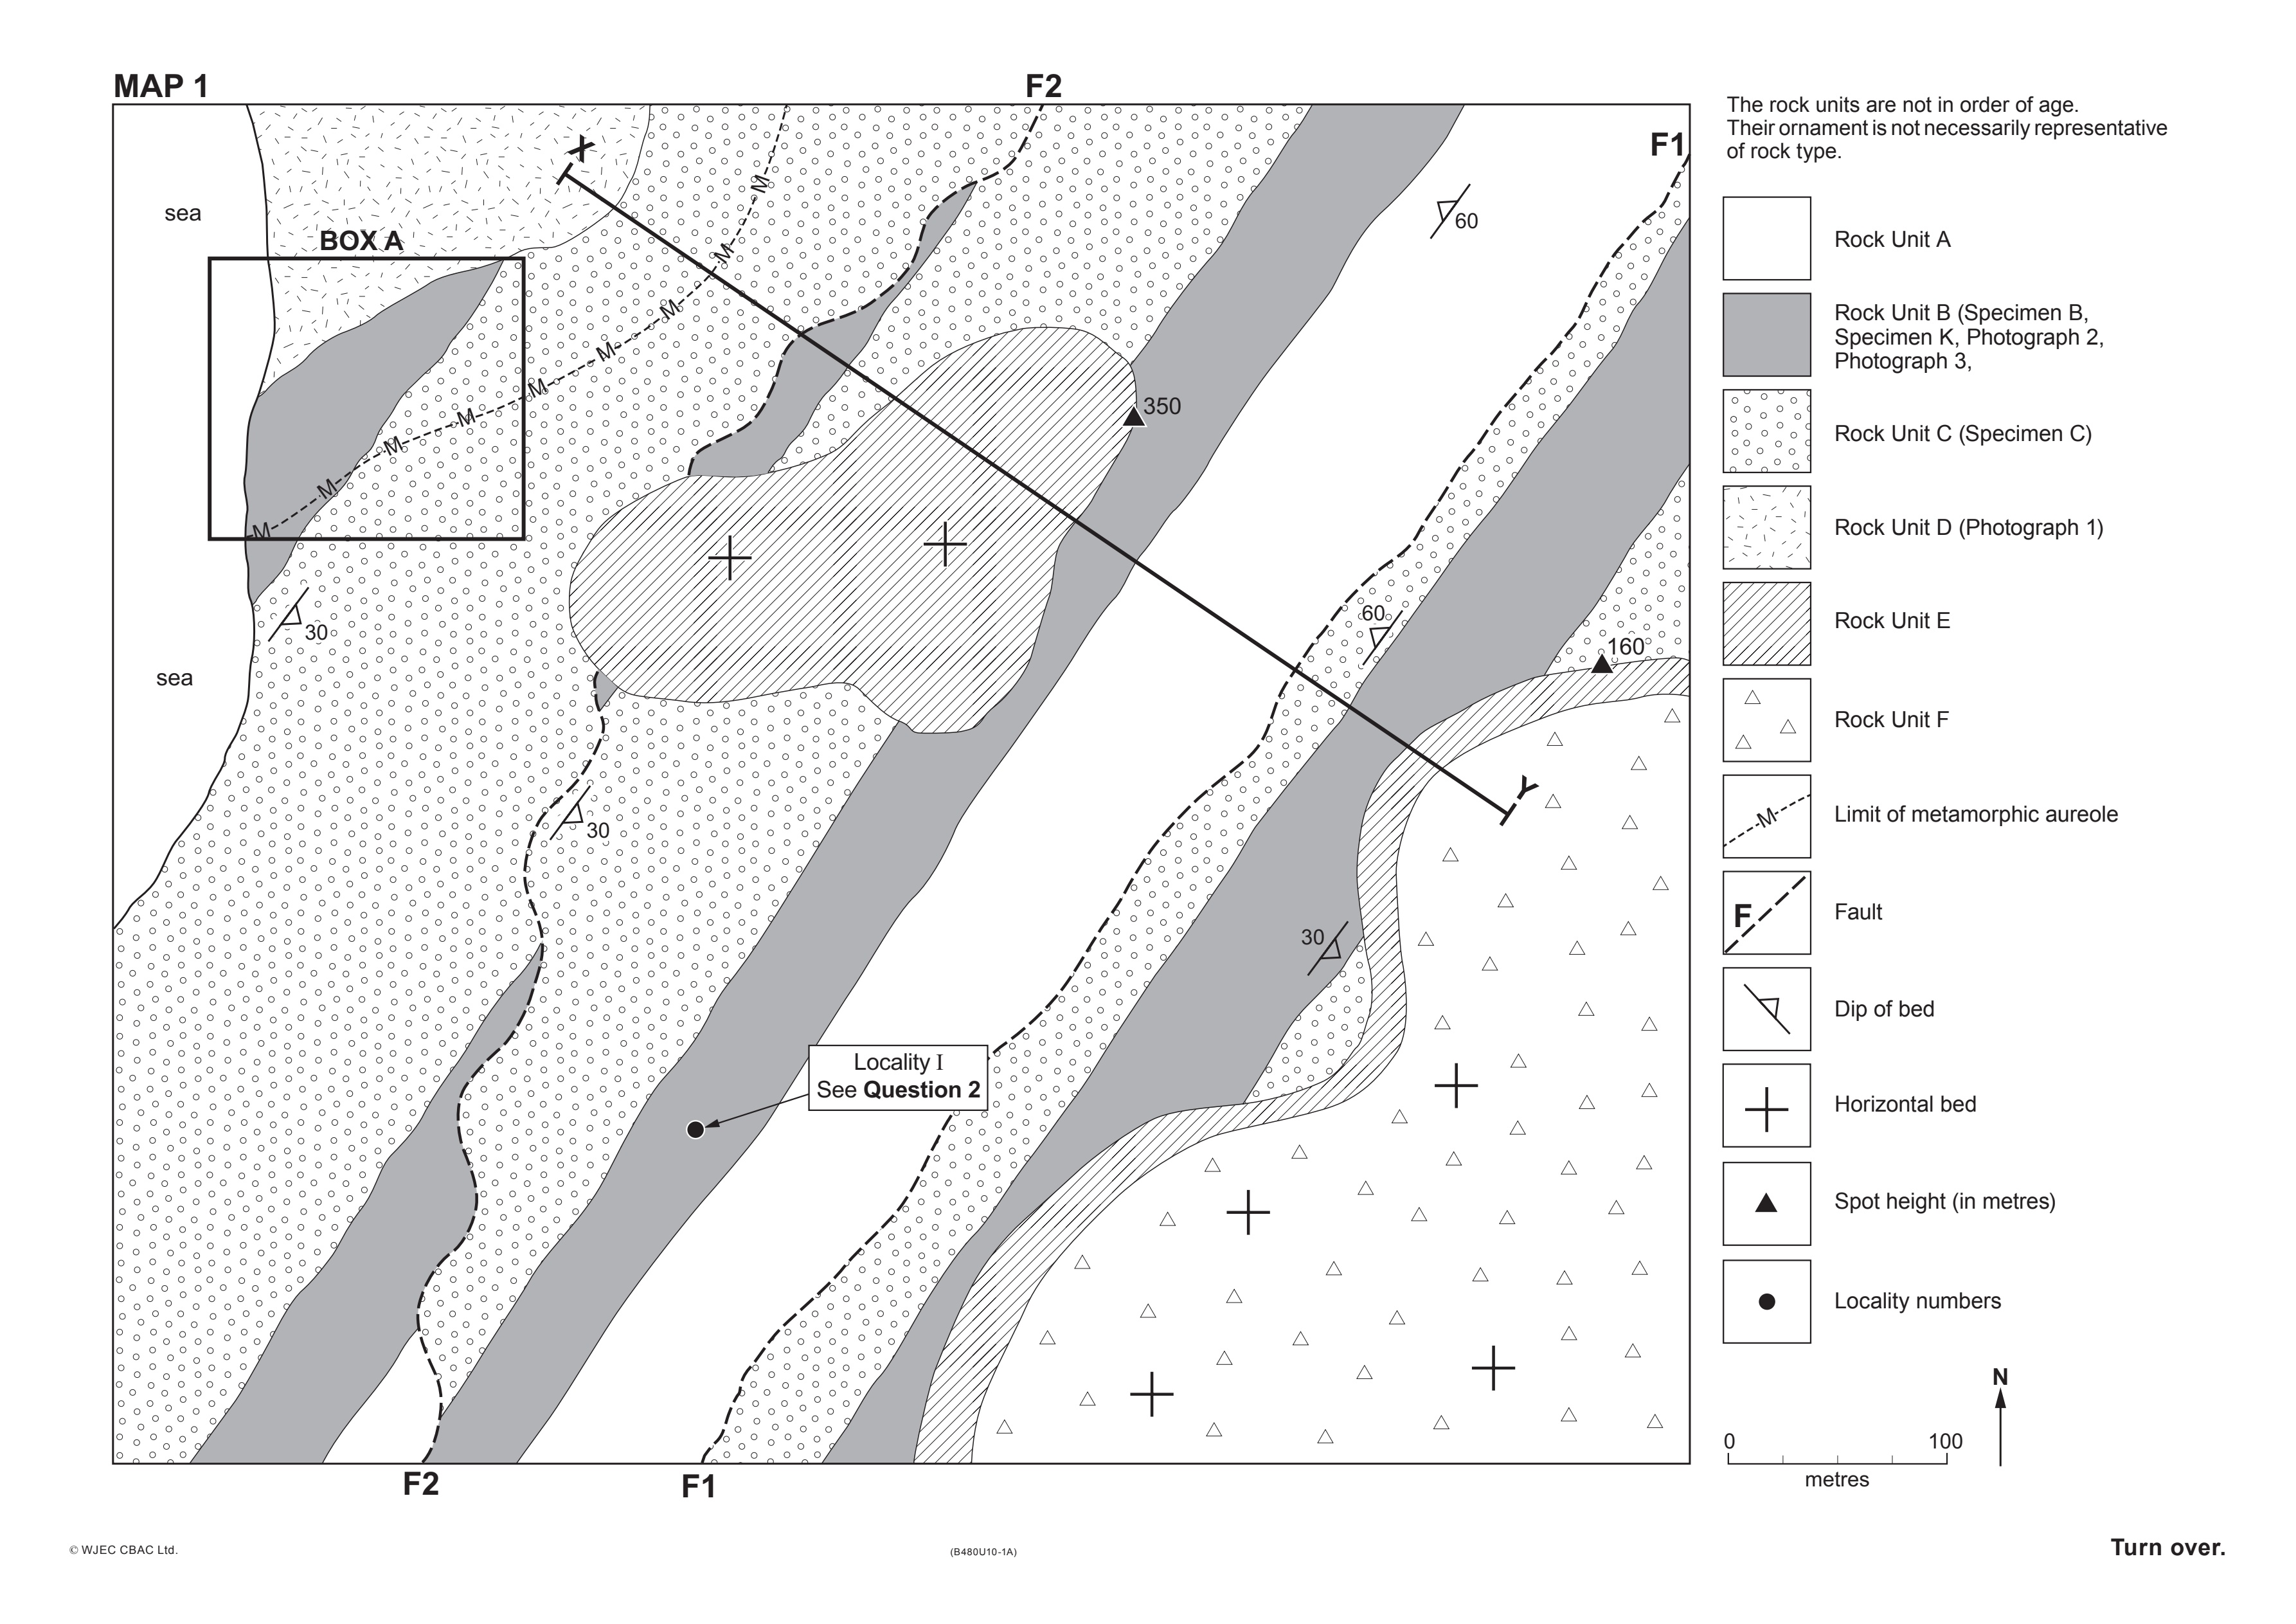 MAP 1
F2
F1
X
sea
BOX A
60
350
M
M
M
M
M
M
M
M
M
60
160
30
sea
Y
30
30
Locality I
See Question 2
F2
F1
The rock units are not in order of age.
Their ornament is not necessarily representative
of rock type.
Rock Unit A
Rock Unit B (Specimen B,
Specimen K, Photograph 2,
Photograph 3,
Rock Unit C (Specimen C)
Rock Unit D (Photograph 1)
Rock Unit E
Rock Unit F
M
Limit of metamorphic aureole
F
Fault
Dip of bed
Horizontal bed
Spot height (in metres)
Locality numbers
N
0 100
metres
© WJEC CBAC Ltd.
(B480U10-1A)
Turn over.